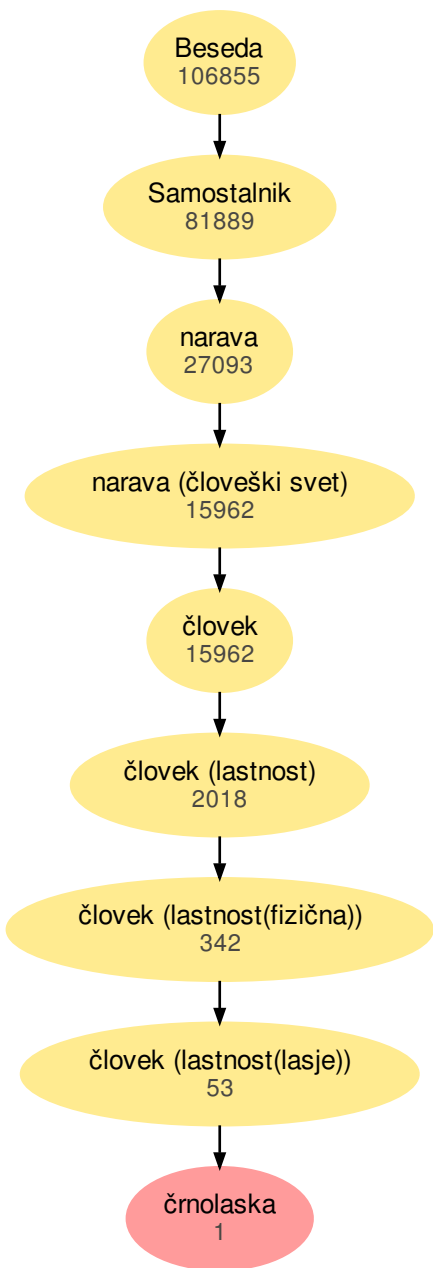 Beseda
106855
Samostalnik
81889
narava
27093
narava (človeški svet)
15962
človek
15962
človek (lastnost)
2018
človek (lastnost(fizična))
342
človek (lastnost(lasje))
53
črnolaska
1